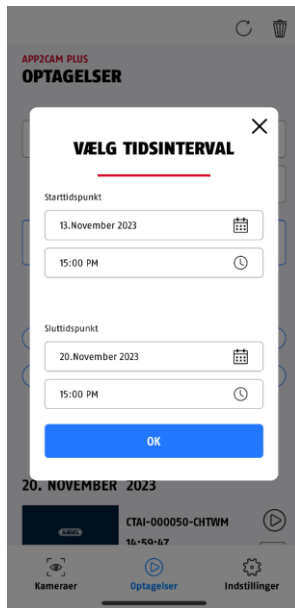 APP2CAM PLUS
OPTAGELSER
VÆLG TIDSINTERVAL
Starttidspunkt
13.November 2023
15:00 PM
Sluttidspunkt
20.November 2023
15:00 PM
OK
20. NOVEMBER 2023
ABUS
CTAI-000050-CHTWM
14:59:47
Kameraer
Optagelser
Indstillinger